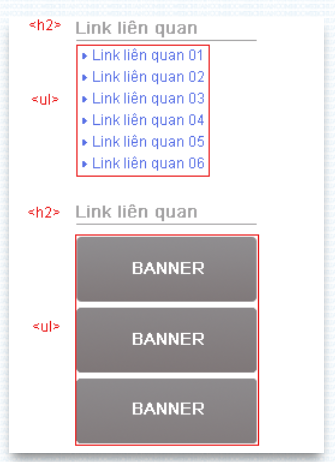 <h2> Link liên quan
Link liên quan 01
Link liên quan 02
<ul> Link liên quan 03
Link liên quan 04
Link liên quan 05
Link liên quan 06
<h2> Link liên quan
BANNER
<ul> BANNER
BANNER